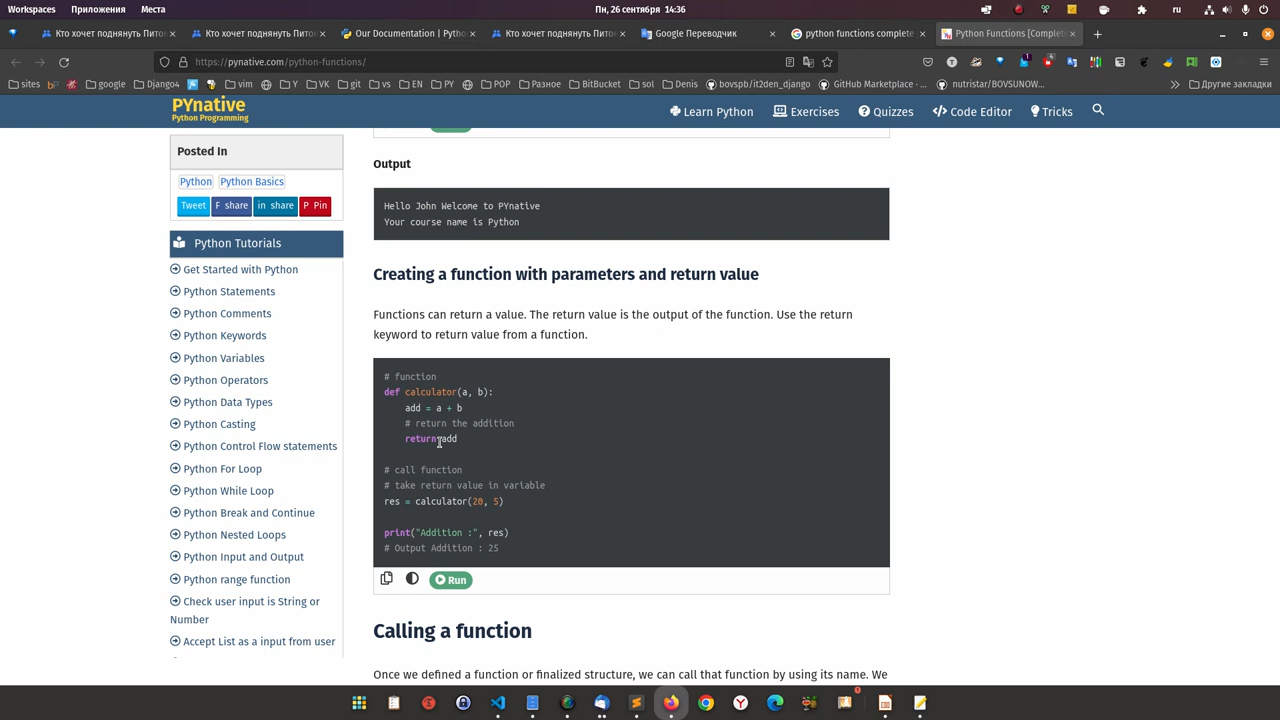 Workspaces Приложения Места Пн, 26 сентября 14:36 ru
Кто хочет поднянуть Пито Кто хочет поднянуть Пито Our Documentation | Pytho Кто хочет поднянуть Пито Google Переводчик python functions complete Python Functions [Complet
https://pynative.com/python-functions/
sites bp google Django4 vim Y VK git vs EN PY POP Разное BitBucket sol Denis bovspb/it2den_django GitHub Marketplace · ... nutristar/BOVSUNOW... Другие закладки
PYnative
Python Programming
Learn Python Exercises Quizzes Code Editor Tricks
Posted In
Python Python Basics
Tweet F share in share P Pin
Python Tutorials
Get Started with Python
Python Statements
Python Comments
Python Keywords
Python Variables
Python Operators
Python Data Types
Python Casting
Python Control Flow statements
Python For Loop
Python While Loop
Python Break and Continue
Python Nested Loops
Python Input and Output
Python range function
Check user input is String or
Number
Accept List as a input from user
Output
Hello John Welcome to PYnative
Your course name is Python
Creating a function with parameters and return value
Functions can return a value. The return value is the output of the function. Use the return
keyword to return value from a function.
# function
def calculator(a, b):
add = a + b
# return the addition
return add
# call function
# take return value in variable
res = calculator(20, 5)
print("Addition :", res)
# Output Addition : 25
Run
Calling a function
Once we defined a function or finalized structure, we can call that function by using its name. We